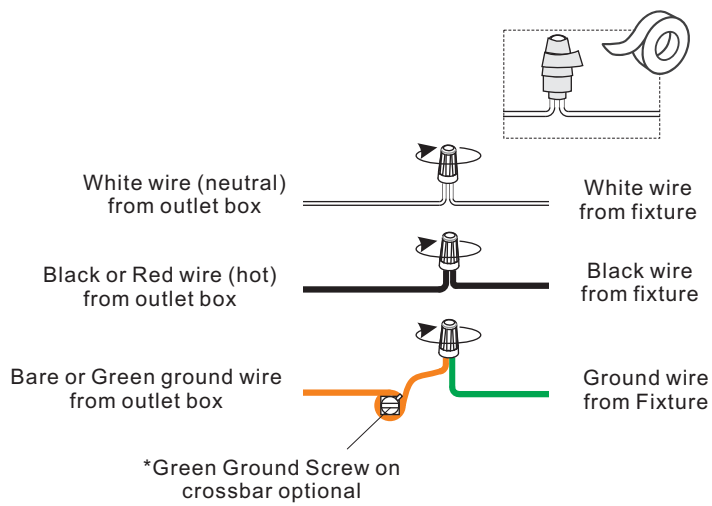 White wire (neutral)
from outlet box
White wire
from fixture
Black or Red wire (hot)
from outlet box
Black wire
from fixture
Bare or Green ground wire
from outlet box
Ground wire
from Fixture
*Green Ground Screw on
crossbar optional